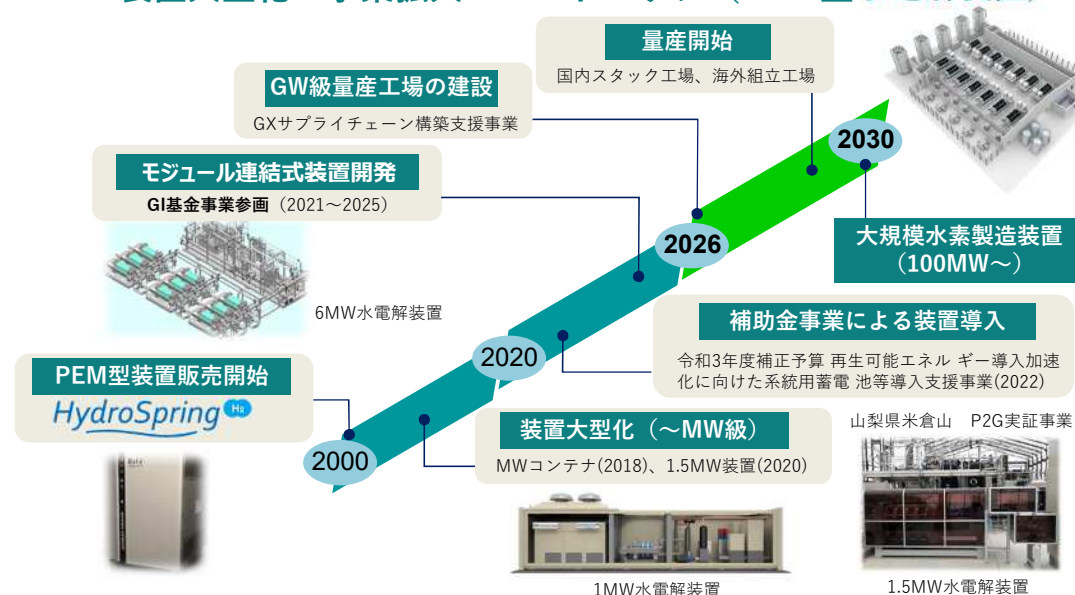 量産開始
国内スタック工場、海外組立工場
GW級量産工場の建設
GXサプライチェーン構築支援事業
2030
モジュール連結式装置開発
GI基金事業参画（2021～2025）
2026
大規模水素製造装置
（100MW～）
6MW水電解装置
補助金事業による装置導入
令和3年度補正予算 再生可能エネル ギー導入加速
化に向けた系統用蓄電 池等導入支援事業(2022)
2020
PEM型装置販売開始
HydroSpring H2
山梨県米倉山 P2G実証事業
装置大型化（～MW級）
MWコンテナ(2018)、1.5MW装置(2020)
2000
1MW水電解装置
1.5MW水電解装置